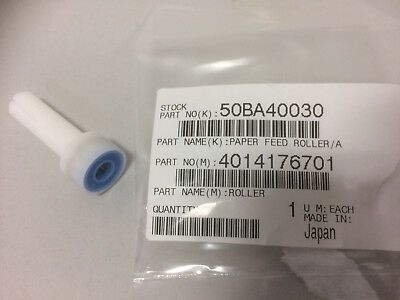 STOCK
PART NO(K): 50BA40030
PART NAME(K): PAPER FEED ROLLER/A
PART NO(M): 4014176701
PART NAME(M): ROLLER
QUANTITY 1 U M: EACH
MADE IN:
Japan